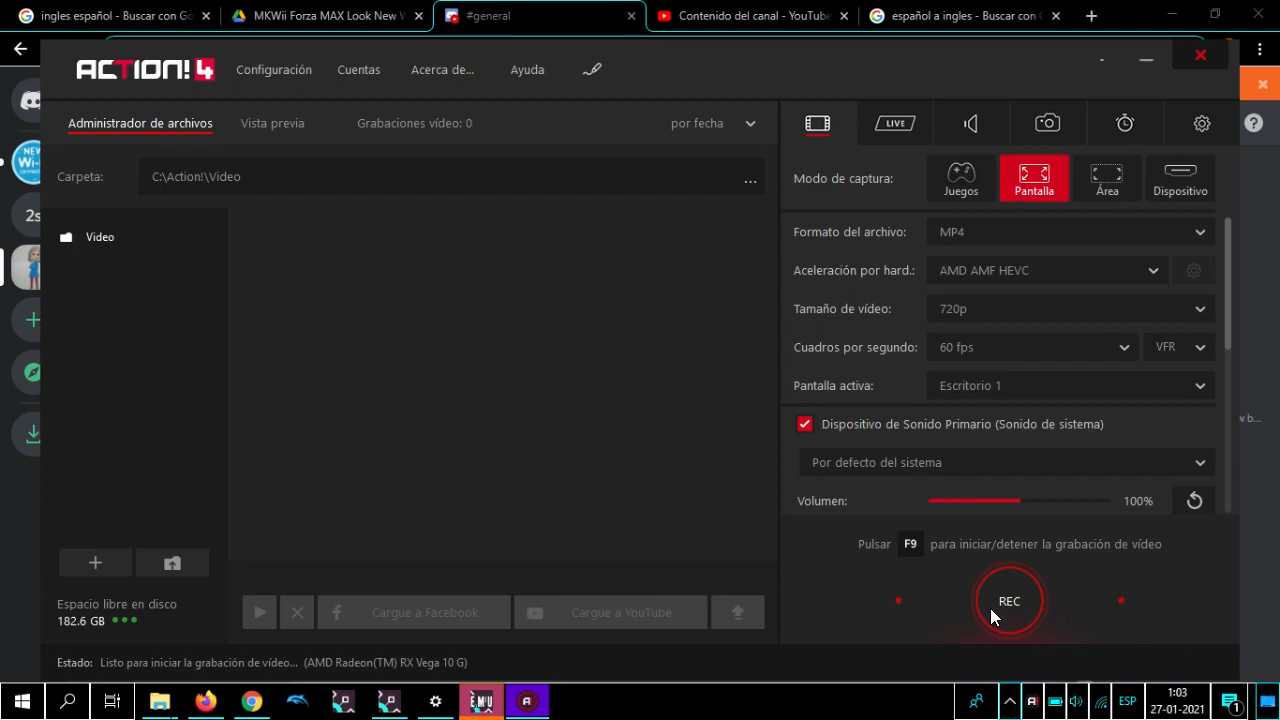 ingles español - Buscar con Go
MKWii Forza MAX Look New W
#general
Contenido del canal - YouTube
español a ingles - Buscar con G
ACTION! 4
Configuración
Cuentas
Acerca de...
Ayuda
Administrador de archivos
Vista previa
Grabaciones vídeo: 0
por fecha
LIVE
Carpeta:
C:\Action!\Video
...
Modo de captura:
Juegos
Pantalla
Área
Dispositivo
NEW
Wi-
2s
Video
Formato del archivo:
MP4
Aceleración por hard.:
AMD AMF HEVC
Tamaño de vídeo:
720p
Cuadros por segundo:
60 fps
VFR
Pantalla activa:
Escritorio 1
Dispositivo de Sonido Primario (Sonido de sistema)
w b...
Por defecto del sistema
Volumen:
100%
Pulsar F9 para iniciar/detener la grabación de vídeo
REC
Espacio libre en disco
182.6 GB
Cargue a Facebook
Cargue a YouTube
Estado: Listo para iniciar la grabación de vídeo... (AMD Radeon(TM) RX Vega 10 G)
EMU
ESP
1:03
27-01-2021
1